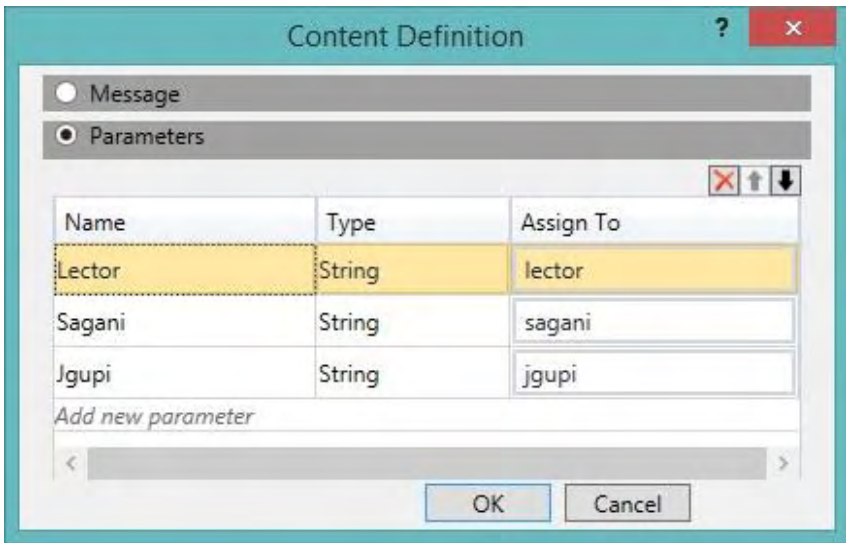 Content Definition ?
Message
Parameters
Name Type Assign To
Lector String lector
Sagani String sagani
Jgupi String jgupi
Add new parameter
OK Cancel